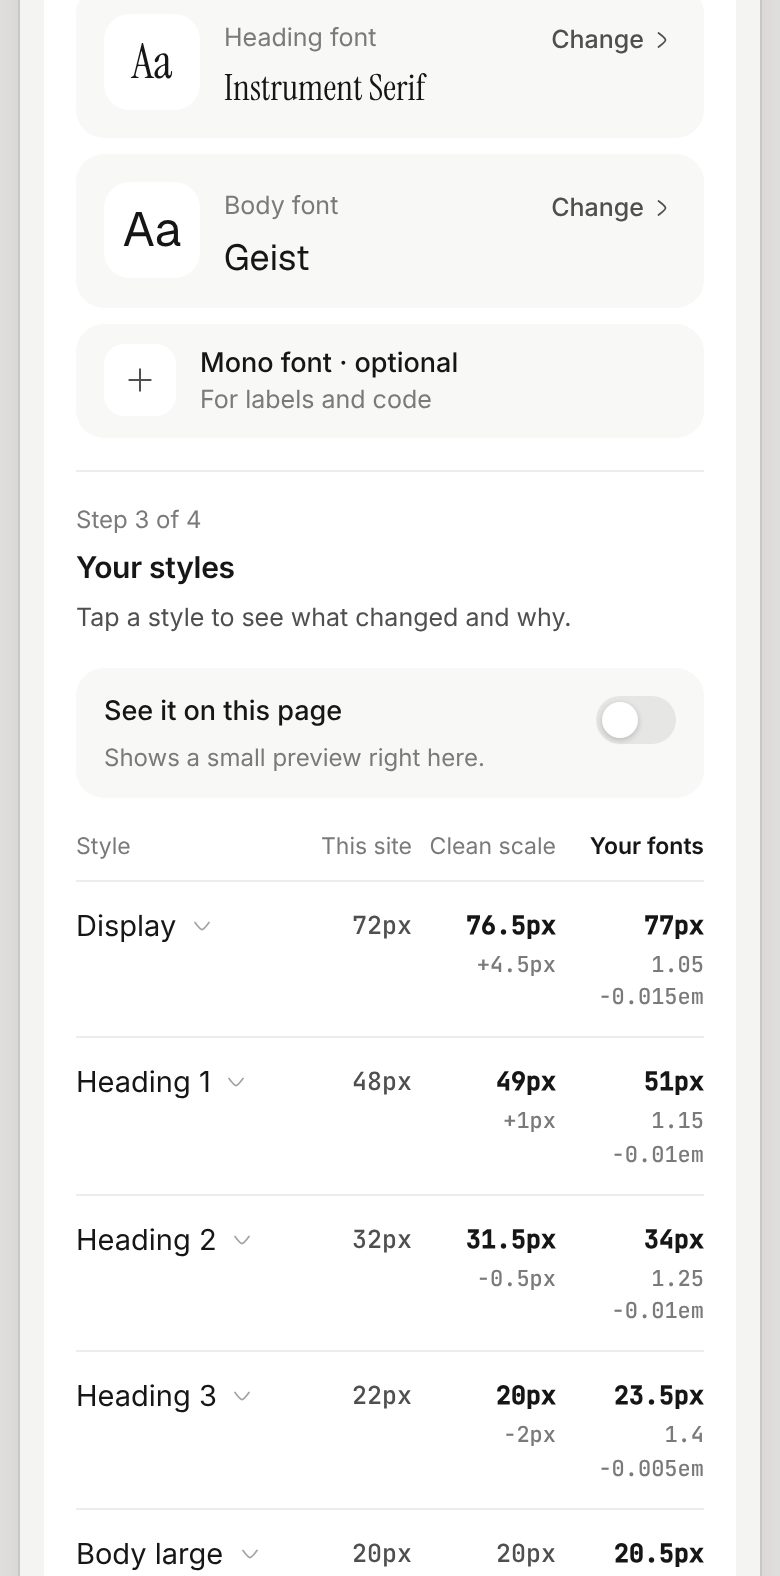 Aa
Heading font
Change
Instrument Serif
Aa
Body font
Change
Geist
Mono font · optional
For labels and code
Step 3 of 4
Your styles
Tap a style to see what changed and why.
See it on this page
Shows a small preview right here.
Style This site Clean scale Your fonts
Display 72px 76.5px 77px
+4.5px 1.05
-0.015em
Heading 1 48px 49px 51px
+1px 1.15
-0.01em
Heading 2 32px 31.5px 34px
-0.5px 1.25
-0.01em
Heading 3 22px 20px 23.5px
-2px 1.4
-0.005em
Body large 20px 20px 20.5px